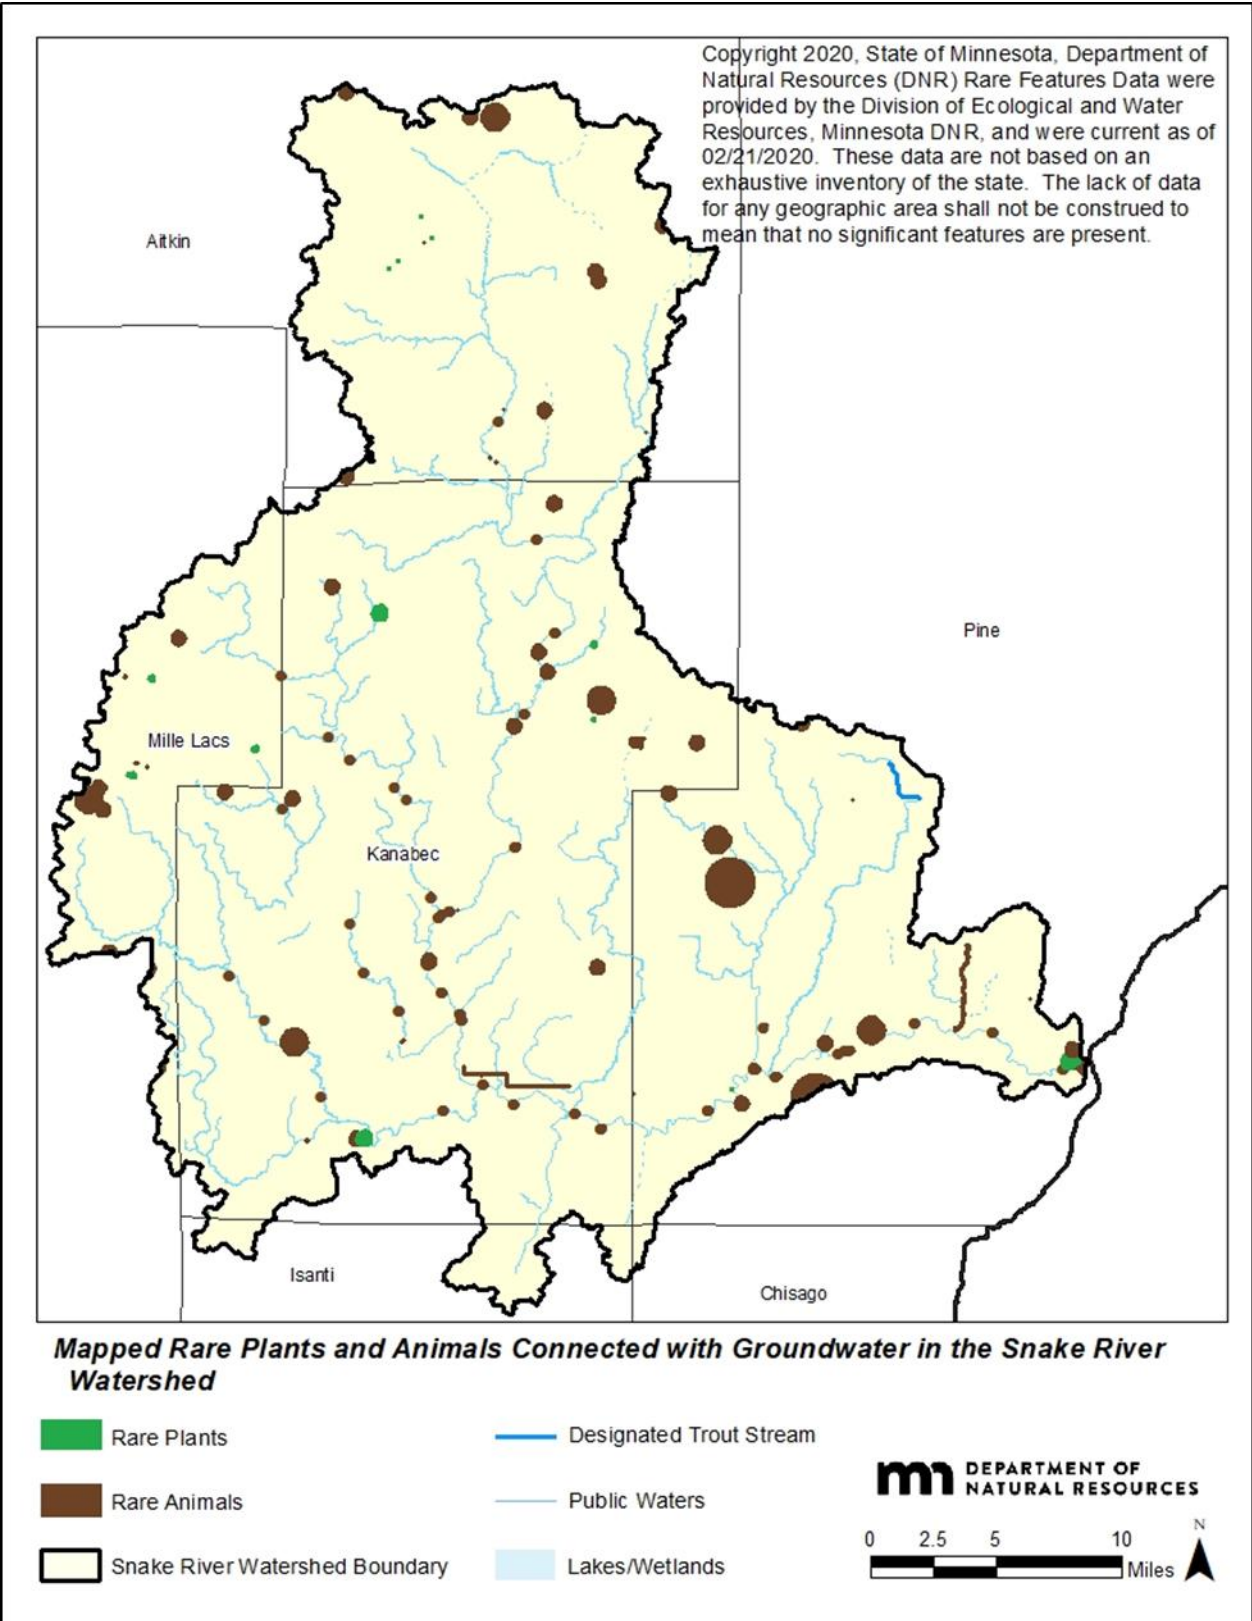 Copyright 2020, State of Minnesota, Department of
Natural Resources (DNR) Rare Features Data were
provided by the Division of Ecological and Water
Resources, Minnesota DNR, and were current as of
02/21/2020.  These data are not based on an
exhaustive inventory of the state.  The lack of data
for any geographic area shall not be construed to
mean that no significant features are present.
Aitkin
Pine
Mille Lacs
Kanabec
Isanti
Chisago
Mapped Rare Plants and Animals Connected with Groundwater in the Snake River
Watershed
Rare Plants
Designated Trout Stream
Rare Animals
Public Waters
Snake River Watershed Boundary
Lakes/Wetlands
mn DEPARTMENT OF
NATURAL RESOURCES
N
0 2.5 5 10
Miles